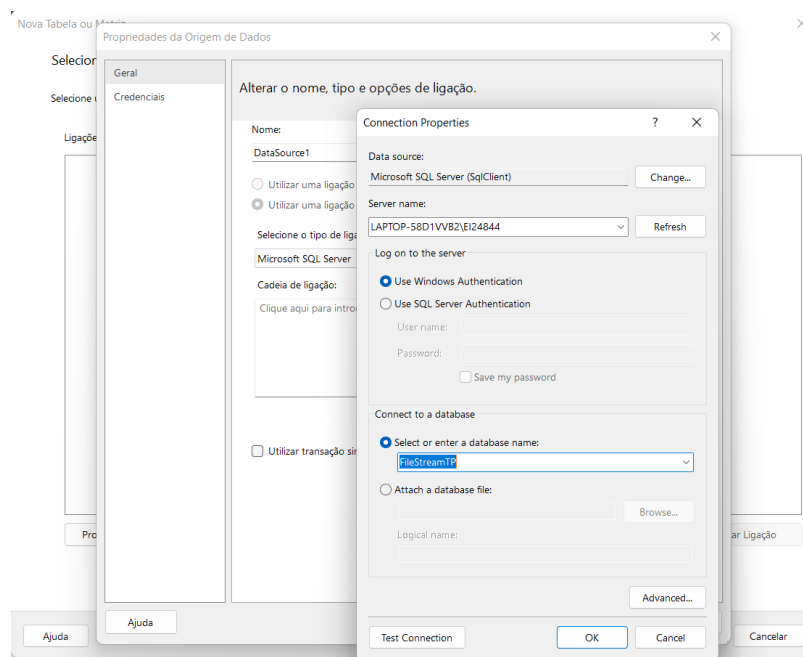 Nova Tabela ou Matriz
Propriedades da Origem de Dados
Selecion
Selecione u
Ligaçõe
Geral
Credenciais
Alterar o nome, tipo e opções de ligação.
Nome:
DataSource1
Utilizar uma ligação
Utilizar uma ligação
Selecione o tipo de liga
Microsoft SQL Server
Cadeia de ligação:
Clique aqui para intro
Utilizar transação sin
Connection Properties
?
Data source:
Microsoft SQL Server (SqlClient)
Change...
Server name:
LAPTOP-58D1VVB2\EI24844
Refresh
Log on to the server
Use Windows Authentication
Use SQL Server Authentication
User name:
Password:
Save my password
Connect to a database
Select or enter a database name:
FileStreamTP
Attach a database file:
Browse...
Logical name:
Advanced...
Test Connection
OK
Cancel
Pro
ar Ligação
Ajuda
Ajuda
Cancelar